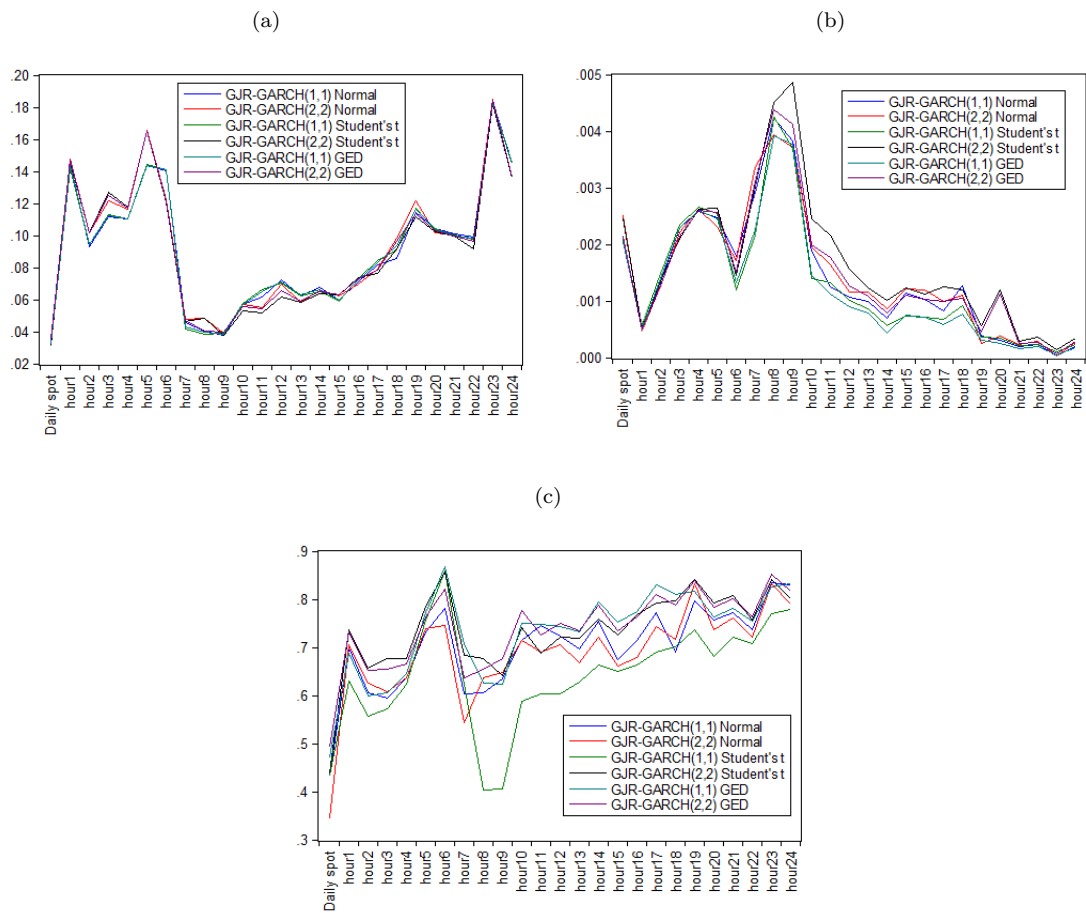 (a)
(b)
.20
.18
.16
.14
.12
.10
.08
.06
.04
.02
GJR-GARCH(1,1) Normal
GJR-GARCH(2,2) Normal
GJR-GARCH(1,1) Student's t
GJR-GARCH(2,2) Student's t
GJR-GARCH(1,1) GED
GJR-GARCH(2,2) GED
Daily spot
hour1
hour2
hour3
hour4
hour5
hour6
hour7
hour8
hour9
hour10
hour11
hour12
hour13
hour14
hour15
hour16
hour17
hour18
hour19
hour20
hour21
hour22
hour23
hour24
.005
.004
.003
.002
.001
.000
GJR-GARCH(1,1) Normal
GJR-GARCH(2,2) Normal
GJR-GARCH(1,1) Student's t
GJR-GARCH(2,2) Student's t
GJR-GARCH(1,1) GED
GJR-GARCH(2,2) GED
Daily spot
hour1
hour2
hour3
hour4
hour5
hour6
hour7
hour8
hour9
hour10
hour11
hour12
hour13
hour14
hour15
hour16
hour17
hour18
hour19
hour20
hour21
hour22
hour23
hour24
(c)
.9
.8
.7
.6
.5
.4
.3
GJR-GARCH(1,1) Normal
GJR-GARCH(2,2) Normal
GJR-GARCH(1,1) Student's t
GJR-GARCH(2,2) Student's t
GJR-GARCH(1,1) GED
GJR-GARCH(2,2) GED
Daily spot
hour1
hour2
hour3
hour4
hour5
hour6
hour7
hour8
hour9
hour10
hour11
hour12
hour13
hour14
hour15
hour16
hour17
hour18
hour19
hour20
hour21
hour22
hour23
hour24